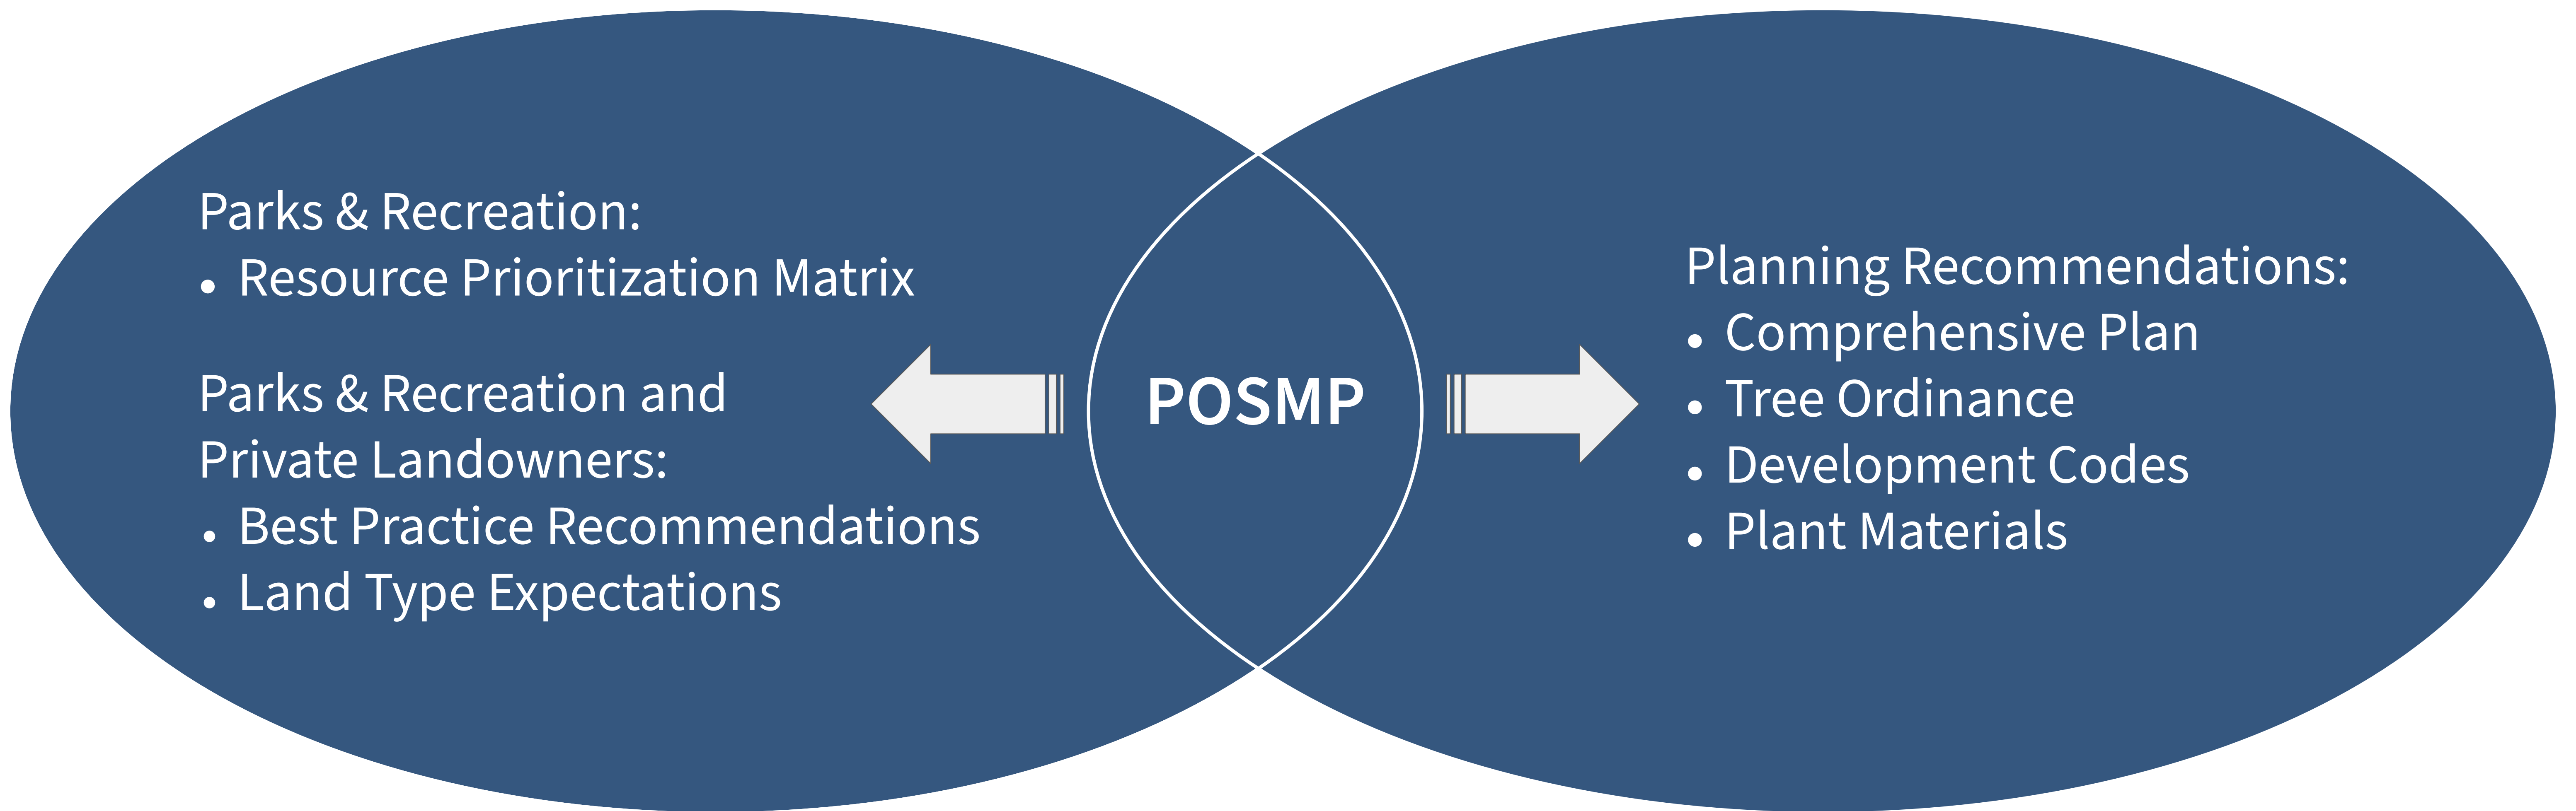 Parks & Recreation:
• Resource Prioritization Matrix
Parks & Recreation and
Private Landowners:
• Best Practice Recommendations
• Land Type Expectations
POSMP
Planning Recommendations:
• Comprehensive Plan
• Tree Ordinance
• Development Codes
• Plant Materials